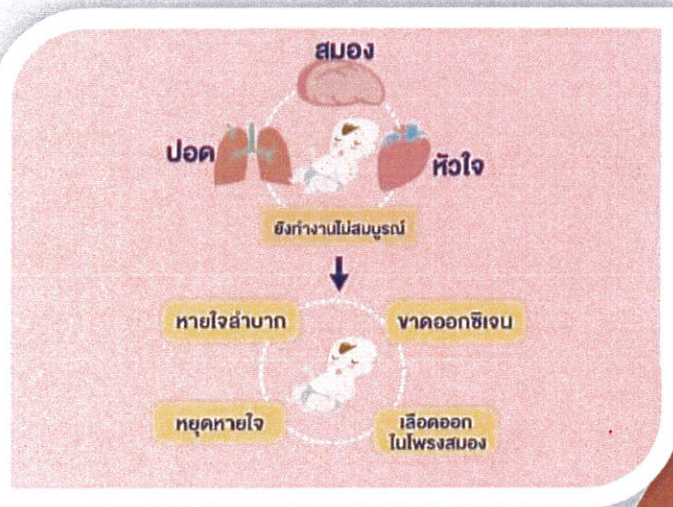 สมอง
ปอด
หัวใจ
ยังทำงานไม่สมบูรณ์
หายใจลำบาก
ขาดออกซิเจน
หยุดหายใจ
เลือดออก
ในโพรงสมอง